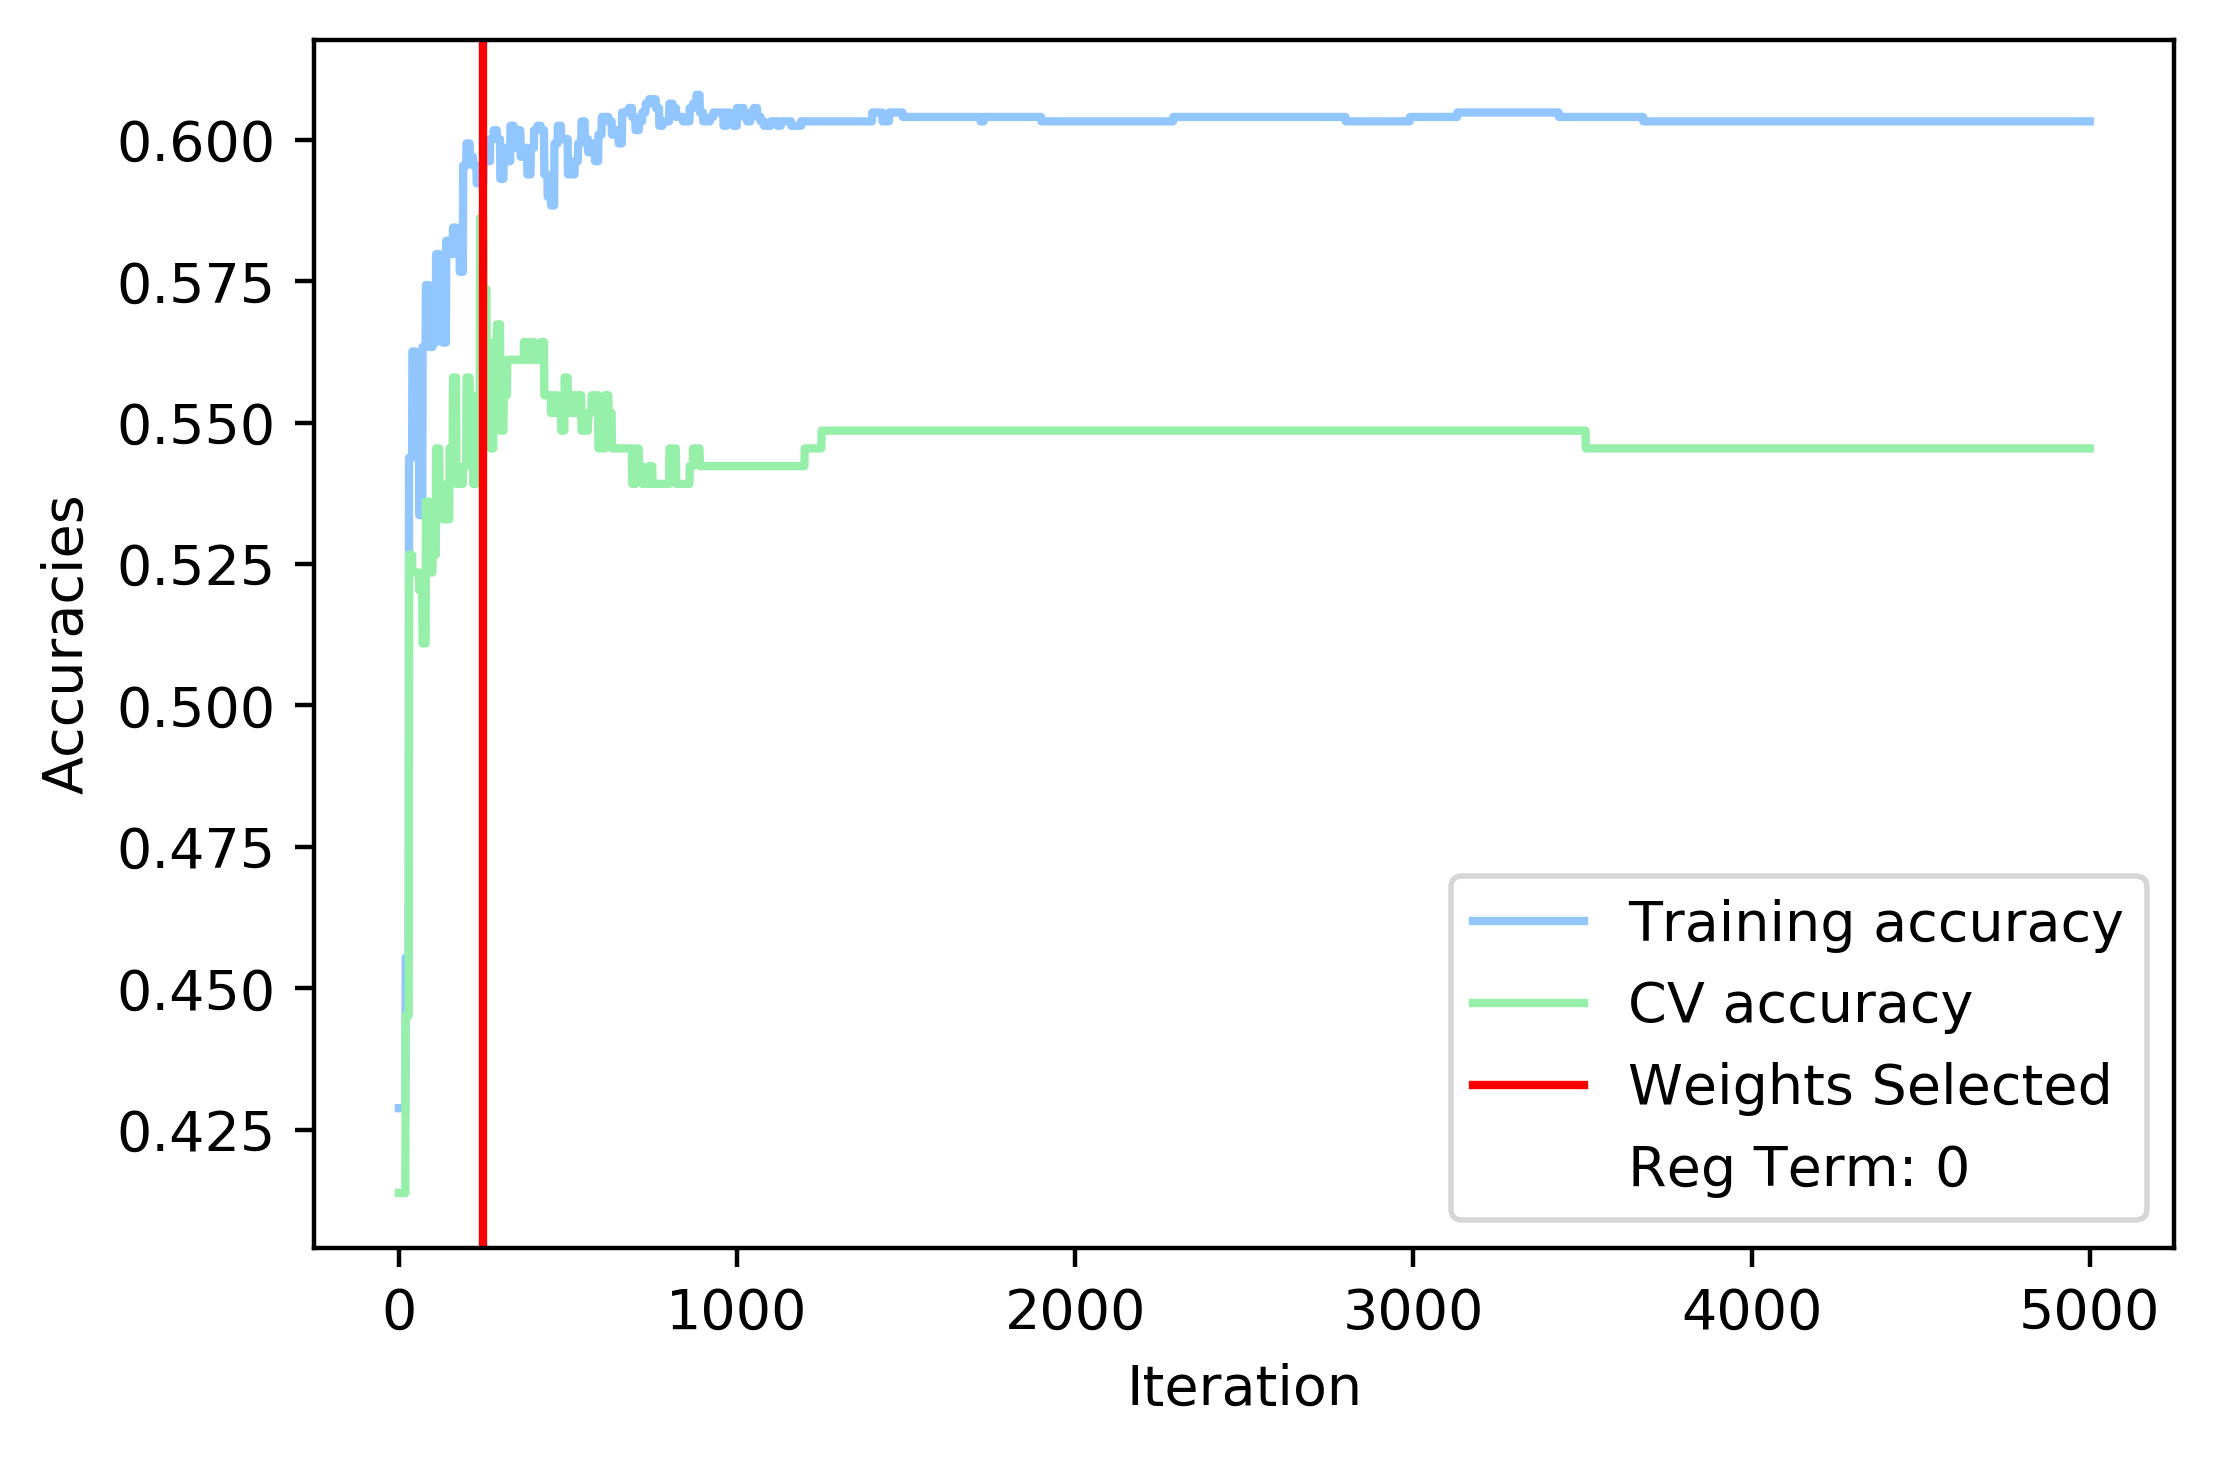 0.600
0.575
0.550
0.525
0.500
0.475
0.450
0.425
Accuracies
0 1000 2000 3000 4000 5000
Iteration
Training accuracy
CV accuracy
Weights Selected
Reg Term: 0